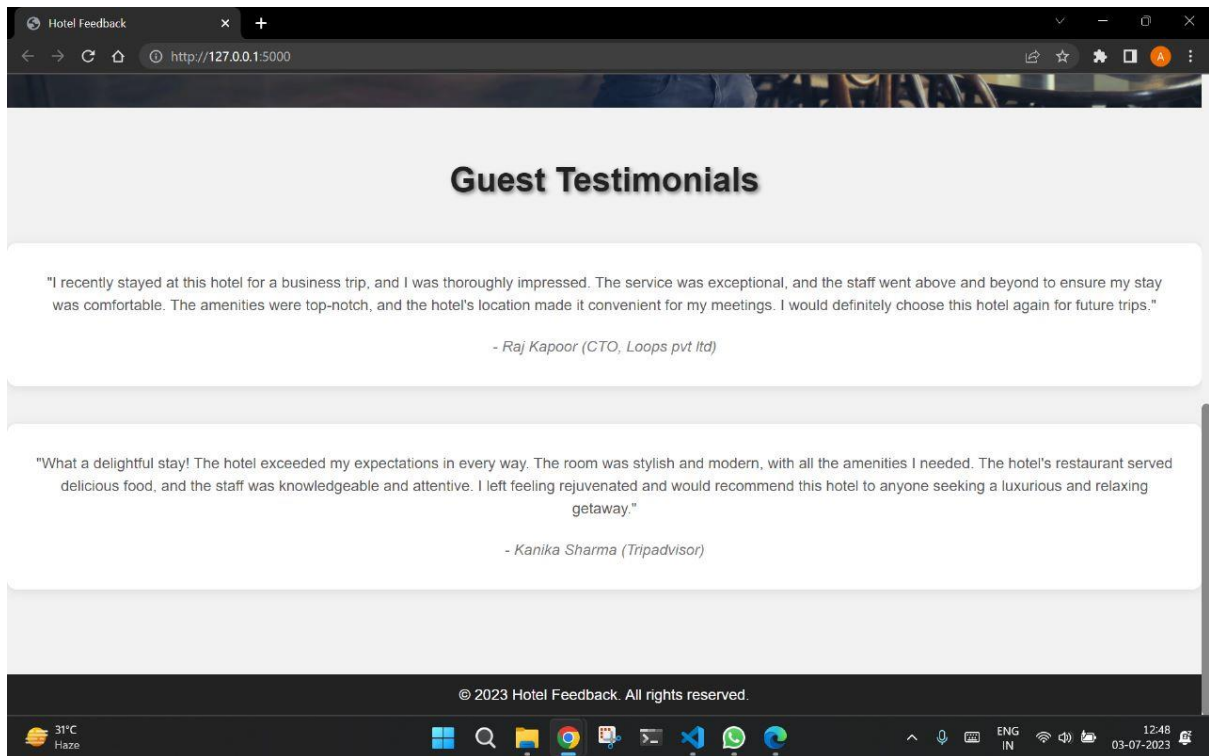 Hotel Feedback
http://127.0.0.1:5000
A
Guest Testimonials
"I recently stayed at this hotel for a business trip, and I was thoroughly impressed. The service was exceptional, and the staff went above and beyond to ensure my stay
was comfortable. The amenities were top-notch, and the hotel's location made it convenient for my meetings. I would definitely choose this hotel again for future trips."
- Raj Kapoor (CTO, Loops pvt ltd)
"What a delightful stay! The hotel exceeded my expectations in every way. The room was stylish and modern, with all the amenities I needed. The hotel's restaurant served
delicious food, and the staff was knowledgeable and attentive. I left feeling rejuvenated and would recommend this hotel to anyone seeking a luxurious and relaxing
getaway."
- Kanika Sharma (Tripadvisor)
© 2023 Hotel Feedback. All rights reserved.
31°C
Haze
ENG
IN
12:48
03-07-2023